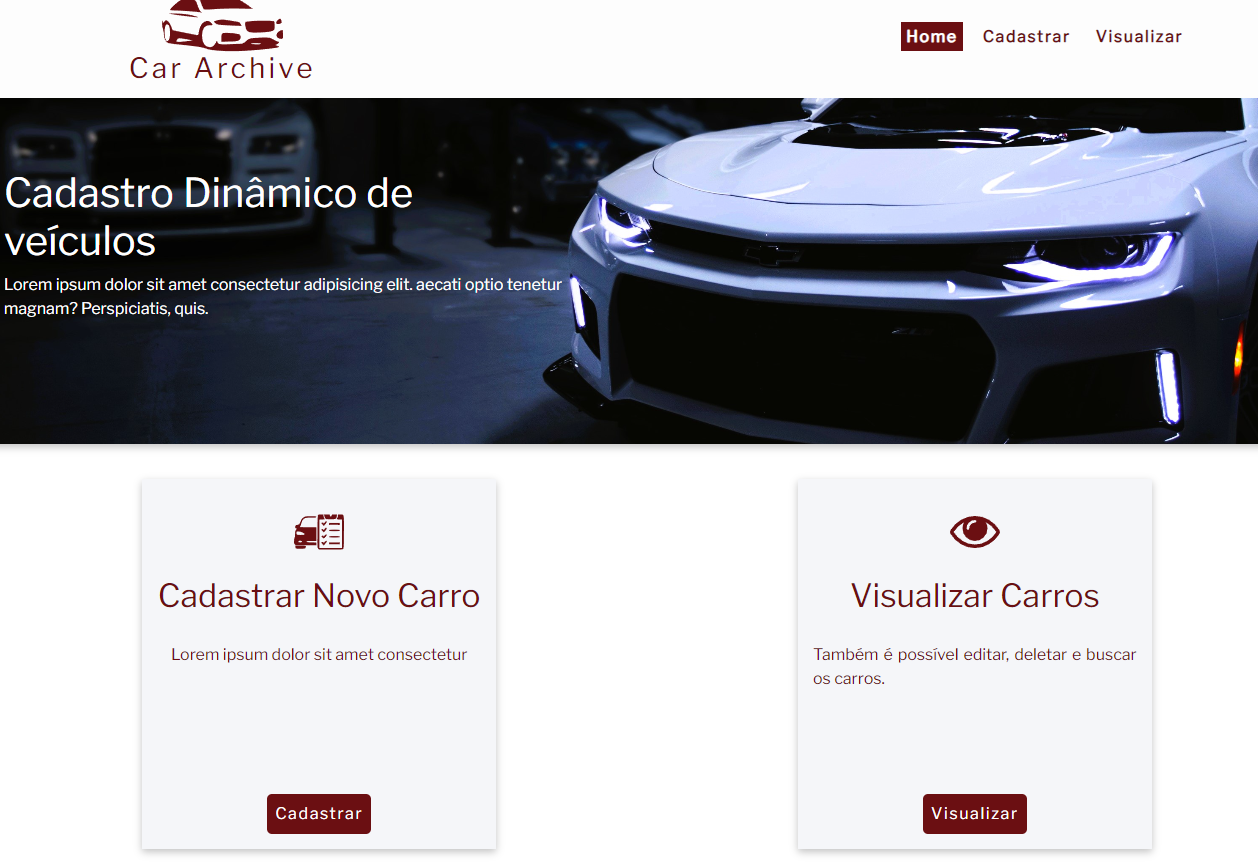 Car Archive
Home Cadastrar Visualizar
Cadastro Dinâmico de
veículos
Lorem ipsum dolor sit amet consectetur adipisicing elit. aecati optio tenetur
magnam? Perspiciatis, quis.
Cadastrar Novo Carro
Lorem ipsum dolor sit amet consectetur
Cadastrar
Visualizar Carros
Também é possível editar, deletar e buscar
os carros.
Visualizar